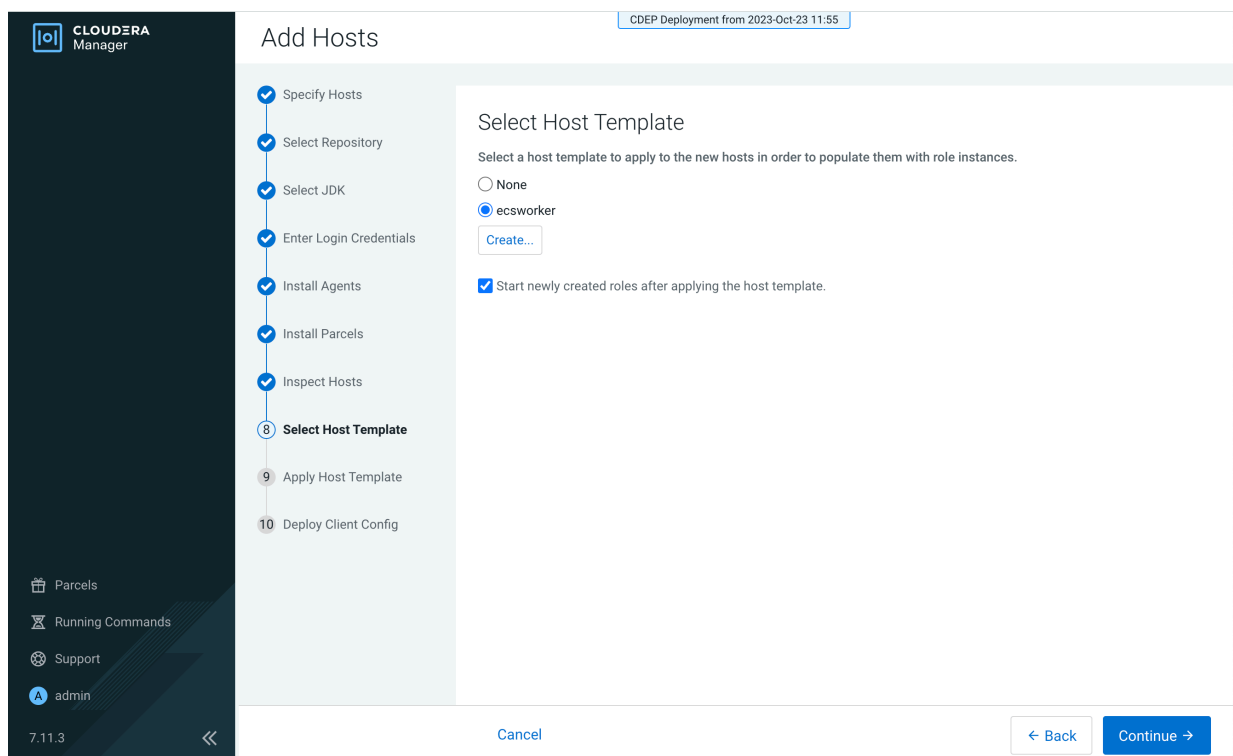 CLOUDERA
Manager
CDEP Deployment from 2023-Oct-23 11:55
Add Hosts
Specify Hosts
Select Repository
Select JDK
Enter Login Credentials
Install Agents
Install Parcels
Inspect Hosts
8 Select Host Template
9 Apply Host Template
10 Deploy Client Config
Select Host Template
Select a host template to apply to the new hosts in order to populate them with role instances.
None
ecsworker
Create...
Start newly created roles after applying the host template.
Parcels
Running Commands
Support
A admin
7.11.3
Cancel
← Back
Continue →